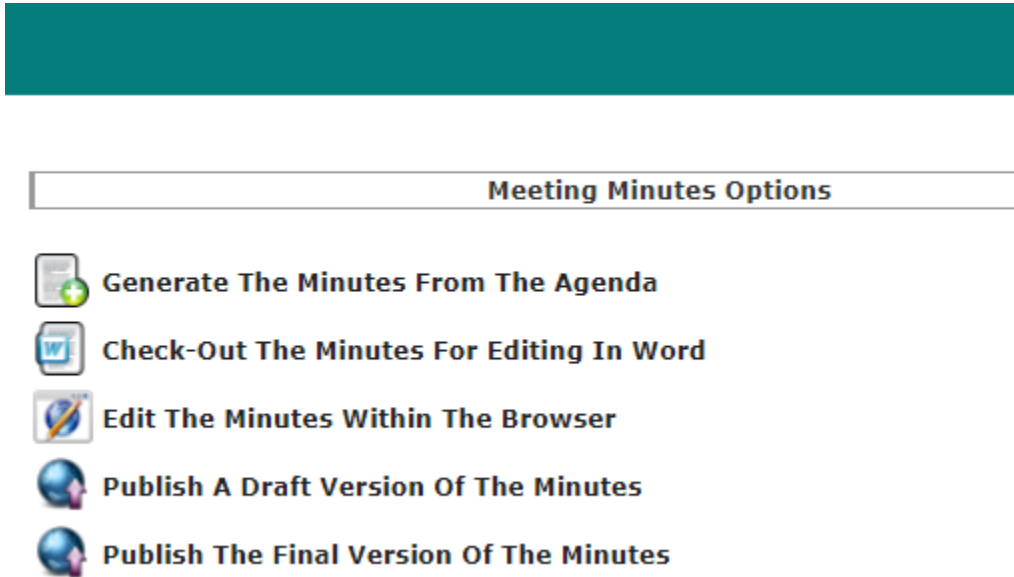 Meeting Minutes Options
Generate The Minutes From The Agenda
W
Check-Out The Minutes For Editing In Word
Edit The Minutes Within The Browser
Publish A Draft Version Of The Minutes
Publish The Final Version Of The Minutes